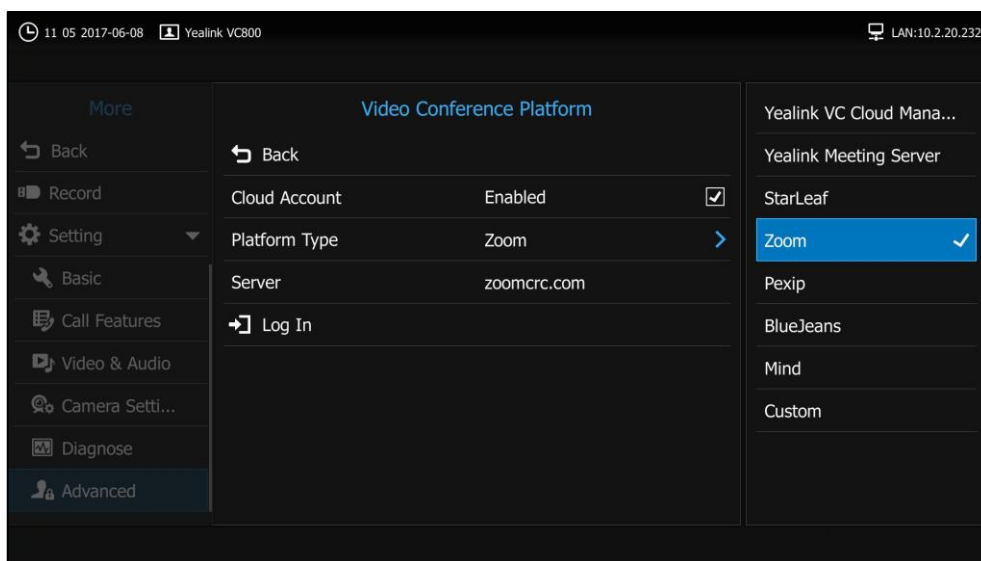 11 05 2017-06-08 Yealink VC800 LAN:10.2.20.232
More
Back
Record
Setting
Basic
Call Features
Video & Audio
Camera Setti...
Diagnose
Advanced
Video Conference Platform
Back
Cloud Account Enabled
Platform Type Zoom
Server zoomcrc.com
Log In
Yealink VC Cloud Mana...
Yealink Meeting Server
StarLeaf
Zoom
Pexip
BlueJeans
Mind
Custom